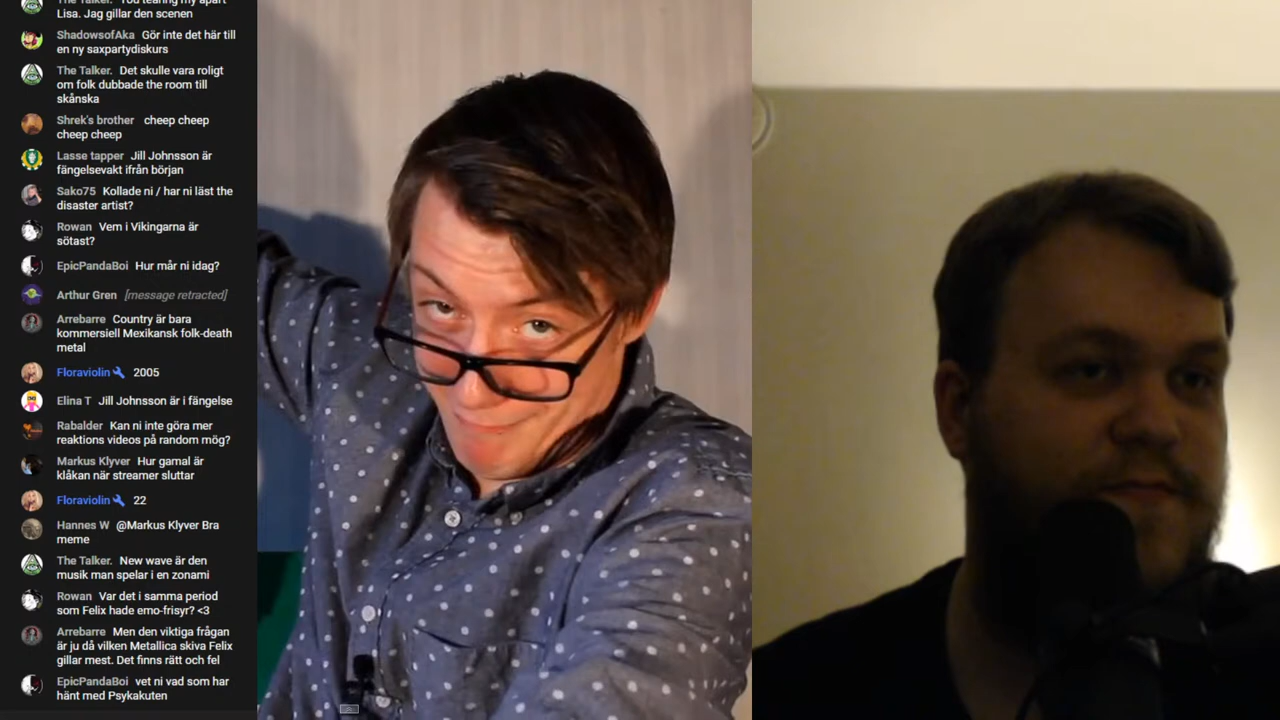 The Talker. You tearing my apart
Lisa. Jag gillar den scenen
ShadowsofAka Gör inte det här till
en ny saxpartydiskurs
The Talker. Det skulle vara roligt
om folk dubbade the room till
skånska
Shrek's brother cheep cheep
cheep cheep
Lasse tapper Jill Johnsson är
fängelsevakt ifrån början
Sako75 Kollade ni / har ni läst the
disaster artist?
Rowan Vem i Vikingarna är
sötast?
EpicPandaBoi Hur mår ni idag?
Arthur Gren [message retracted]
Arrebarre Country är bara
kommersiell Mexikansk folk-death
metal
Floraviolin 2005
Elina T Jill Johnsson är i fängelse
Rabalder Kan ni inte göra mer
reaktions videos på random mög?
Markus Klyver Hur gamal är
klåkan när streamer sluttar
Floraviolin 22
Hannes W @Markus Klyver Bra
meme
The Talker. New wave är den
musik man spelar i en zonami
Rowan Var det i samma period
som Felix hade emo-frisyr? <3
Arrebarre Men den viktiga frågan
är ju då vilken Metallica skiva Felix
gillar mest. Det finns rätt och fel
EpicPandaBoi vet ni vad som har
hänt med Psykakuten